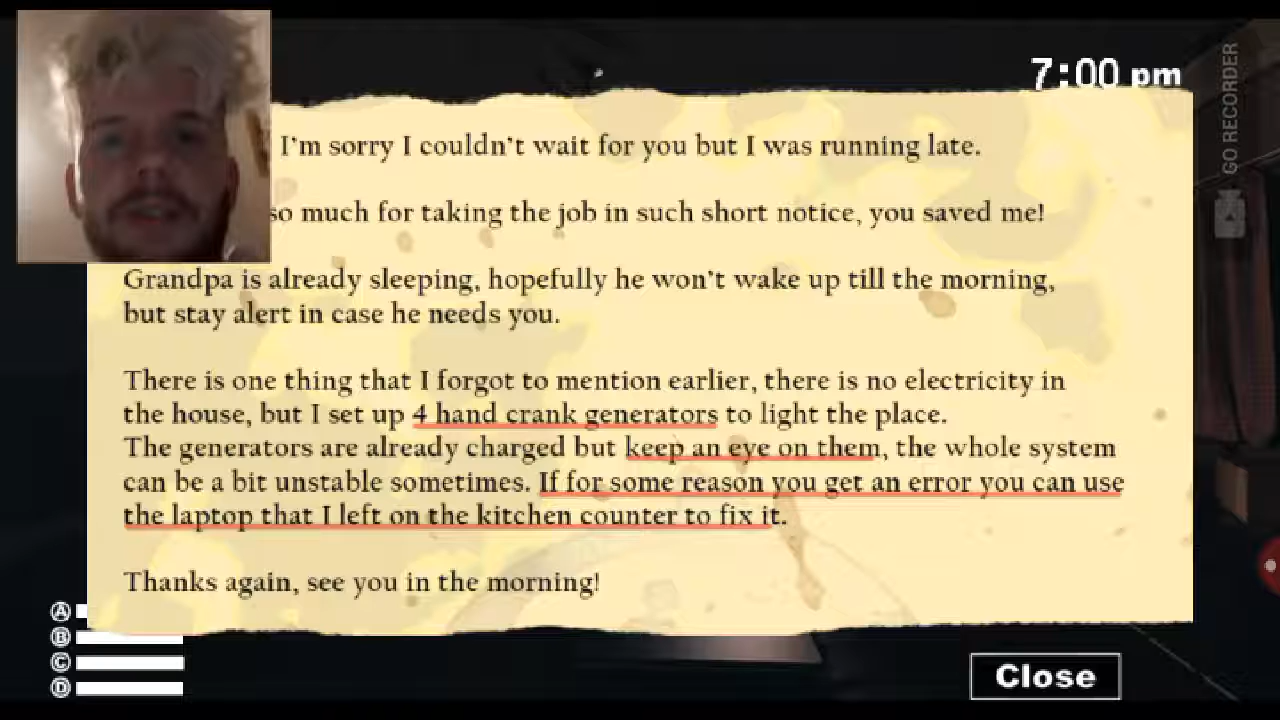 7:00 pm
GO RECORDER
I'm sorry I couldn't wait for you but I was running late.
so much for taking the job in such short notice, you saved me!
Grandpa is already sleeping, hopefully he won't wake up till the morning,
but stay alert in case he needs you.
There is one thing that I forgot to mention earlier, there is no electricity in
the house, but I set up 4 hand crank generators to light the place.
The generators are already charged but keep an eye on them, the whole system
can be a bit unstable sometimes. If for some reason you get an error you can use
the laptop that I left on the kitchen counter to fix it.
Thanks again, see you in the morning!
A
B
C
D
Close